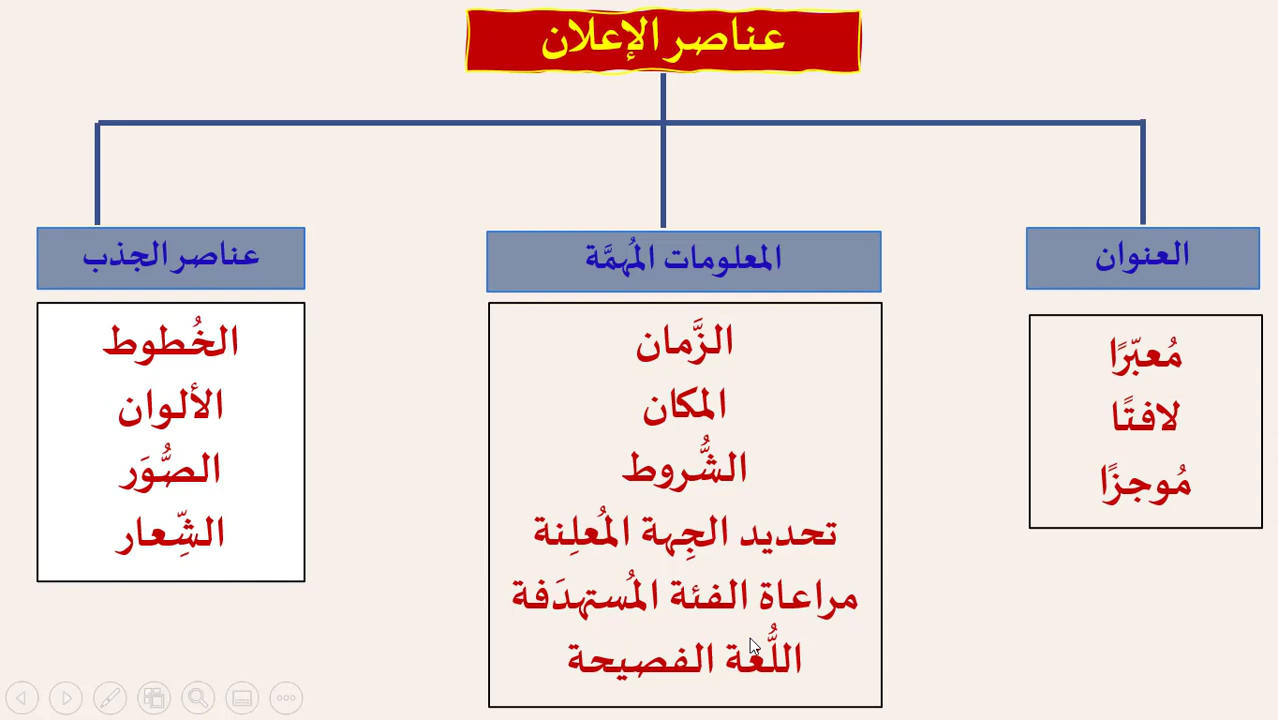 عناصر الإعلان
العنوان
مُعبّرًا
لافتًا
مُوجزًا
المعلومات المُهمَّة
الزَّمان
المكان
الشُّروط
تحديد الجِهة المُعلِنة
مراعاة الفئة المُستهدَفة
اللُّغة الفصيحة
عناصر الجذب
الخُطوط
الألوان
الصُّوَر
الشِّعار